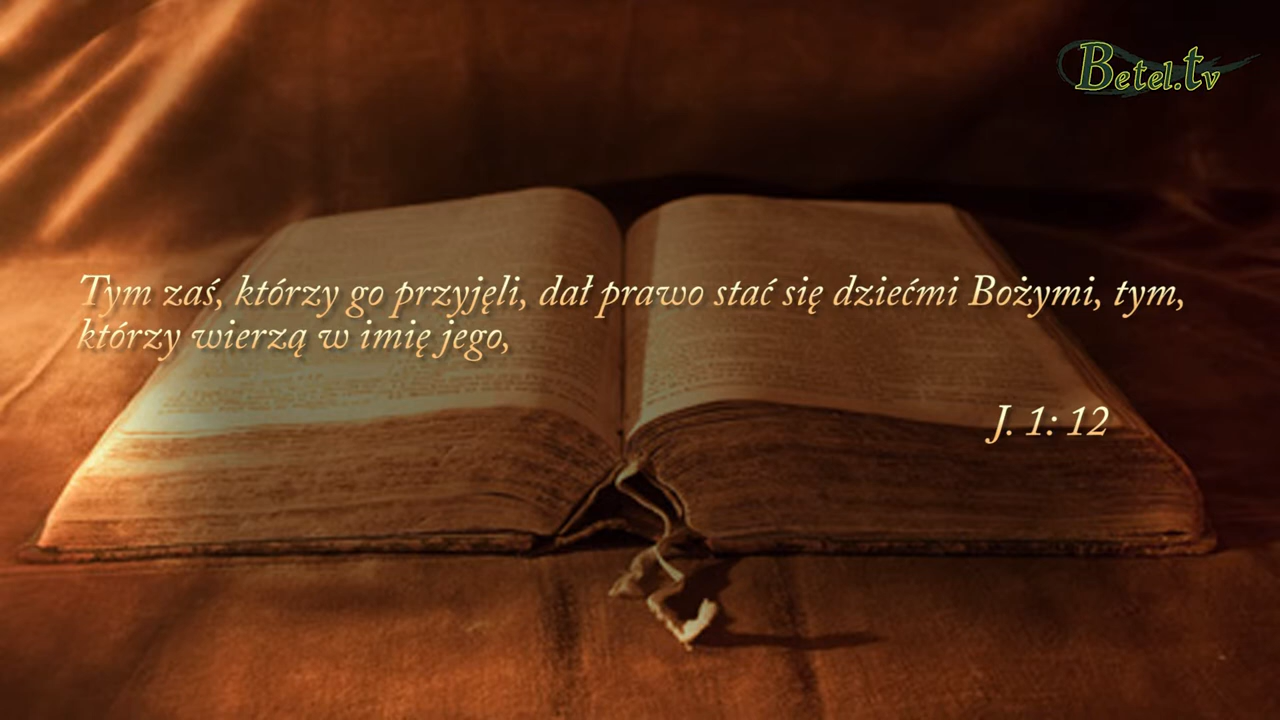 Betel.tv
Tym zaś, którzy go przyjęli, dał prawo stać się dziećmi Bożymi, tym,
którzy wierzą w imię jego,
J. 1: 12